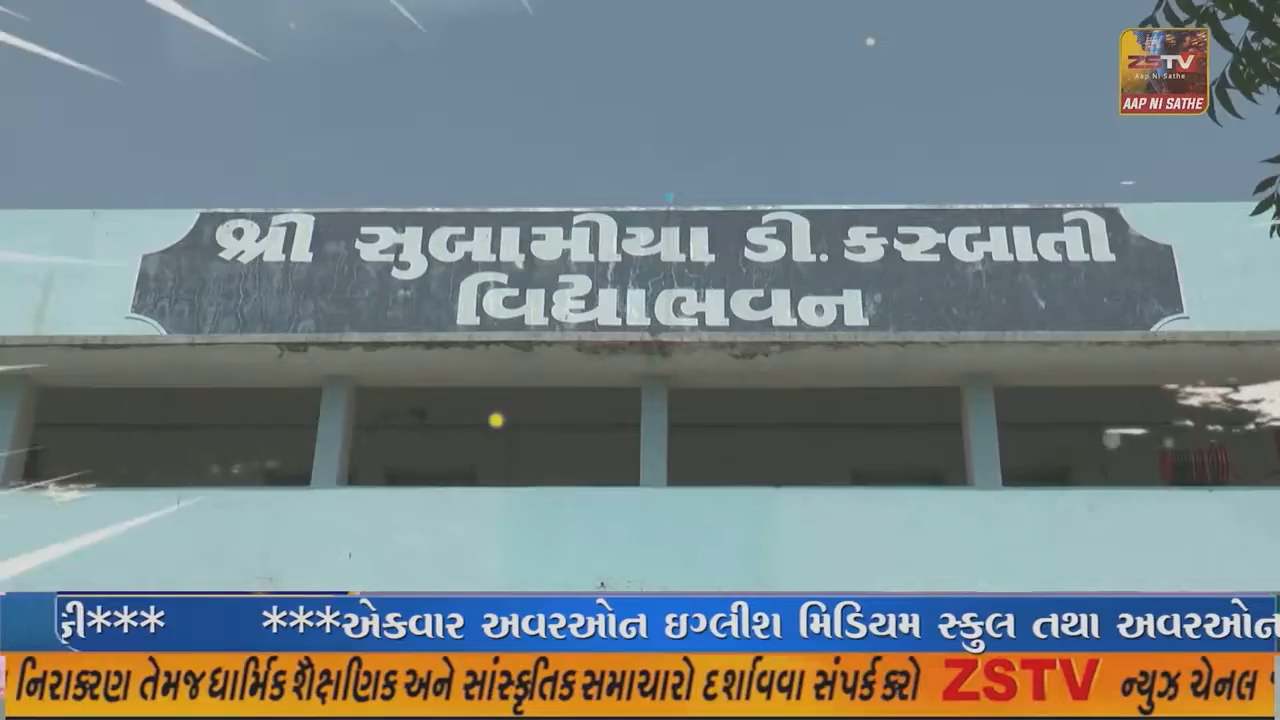 ZSTV
Aap Ni Sathe
AAP NI SATHE
શ્રી સુબામીયા ડી. કરબાતી
વિદ્યાભવન
***એકવાર અવરઓન ઇગ્લીશ મિડિયમ સ્કુલ તથા અવરઓન
નિરાકરણ તેમજ ધાર્મિક શૈક્ષણિક અને સાંસ્કૃતિક સમાચારો દર્શાવવા સંપર્ક કરો ZSTV ન્યુઝ ચેનલ